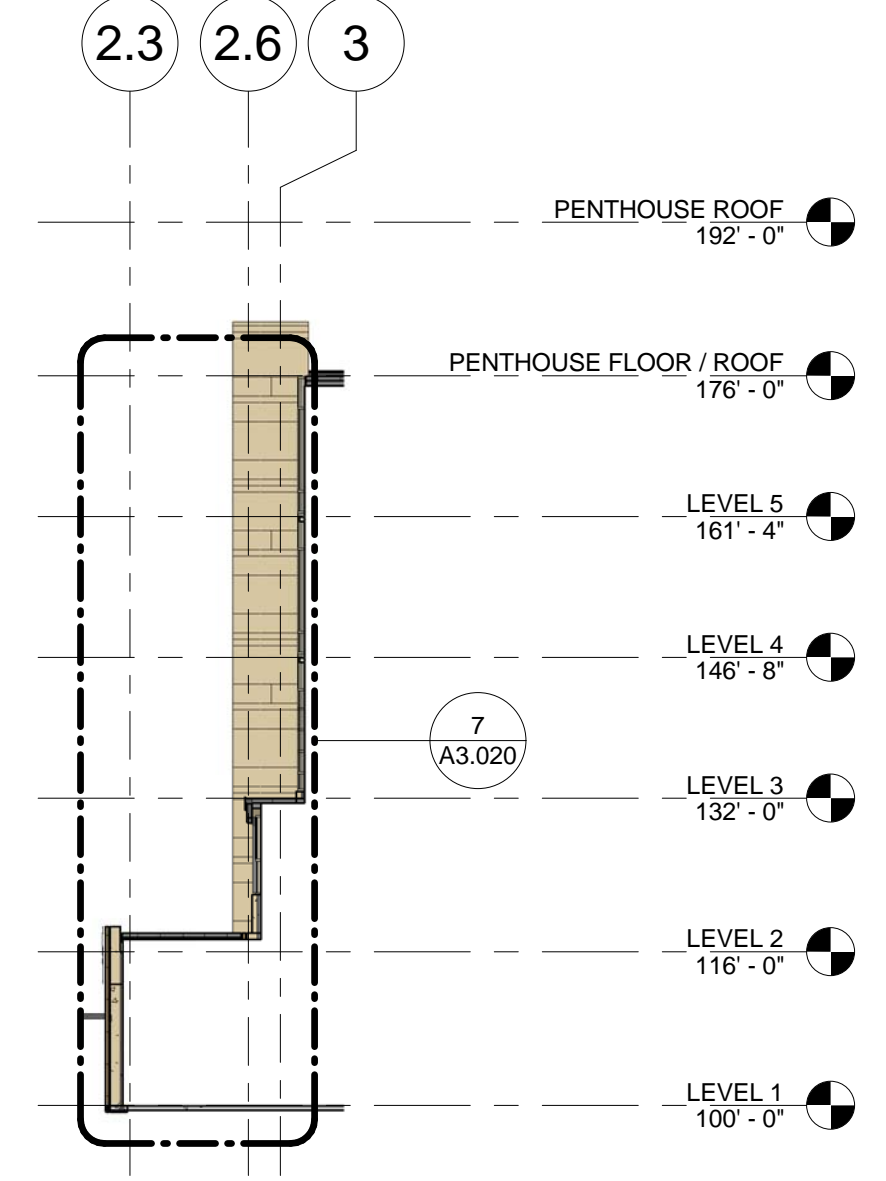 2.3
2.6
3
PENTHOUSE ROOF
192' - 0"
PENTHOUSE FLOOR / ROOF
176' - 0"
LEVEL 5
161' - 4"
LEVEL 4
146' - 8"
7
A3.020
LEVEL 3
132' - 0"
LEVEL 2
116' - 0"
LEVEL 1
100' - 0"